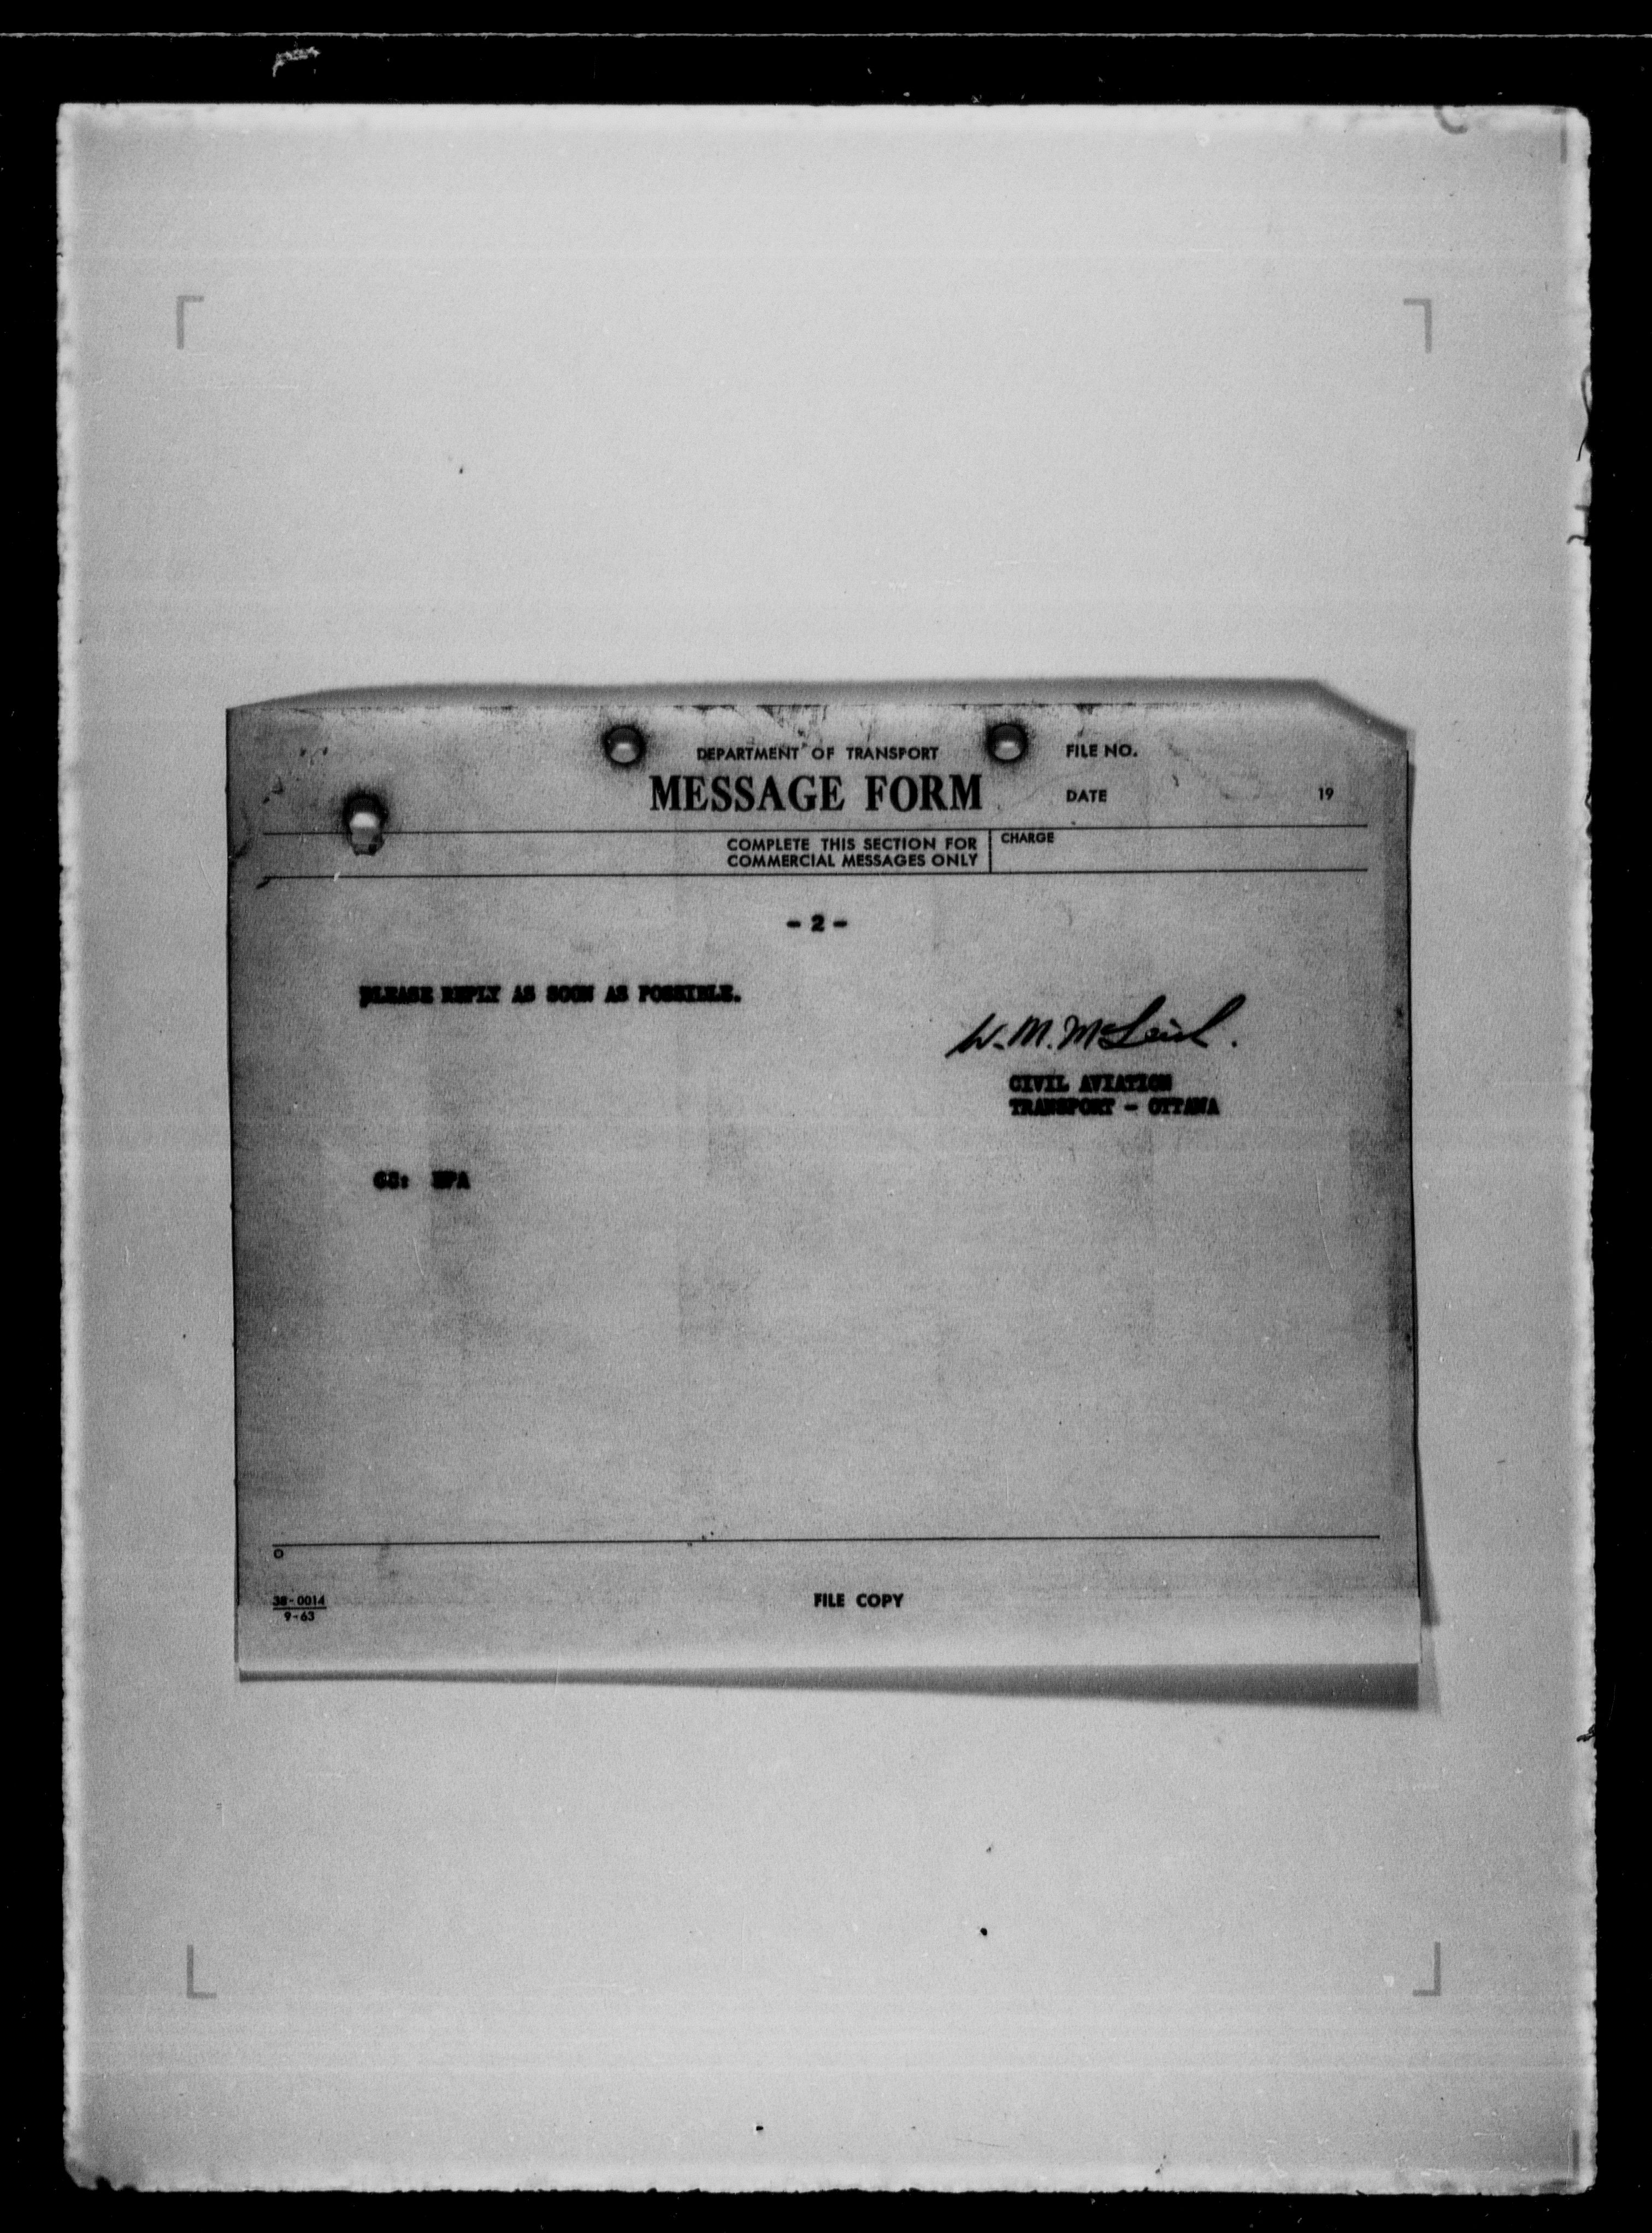 DEPARTMENT OF TRANSPORT
MESSAGE FORM
FILE NO.
DATE 19
COMPLETE THIS SECTION FOR
COMMERCIAL MESSAGES ONLY
CHARGE
- 2 -
PLEASE REPLY AS SOON AS POSSIBLE.
W. M. McLeish.
CIVIL AVIATION
TRANSPORT - OTTAWA
CC:
38-0014
9-63
FILE COPY